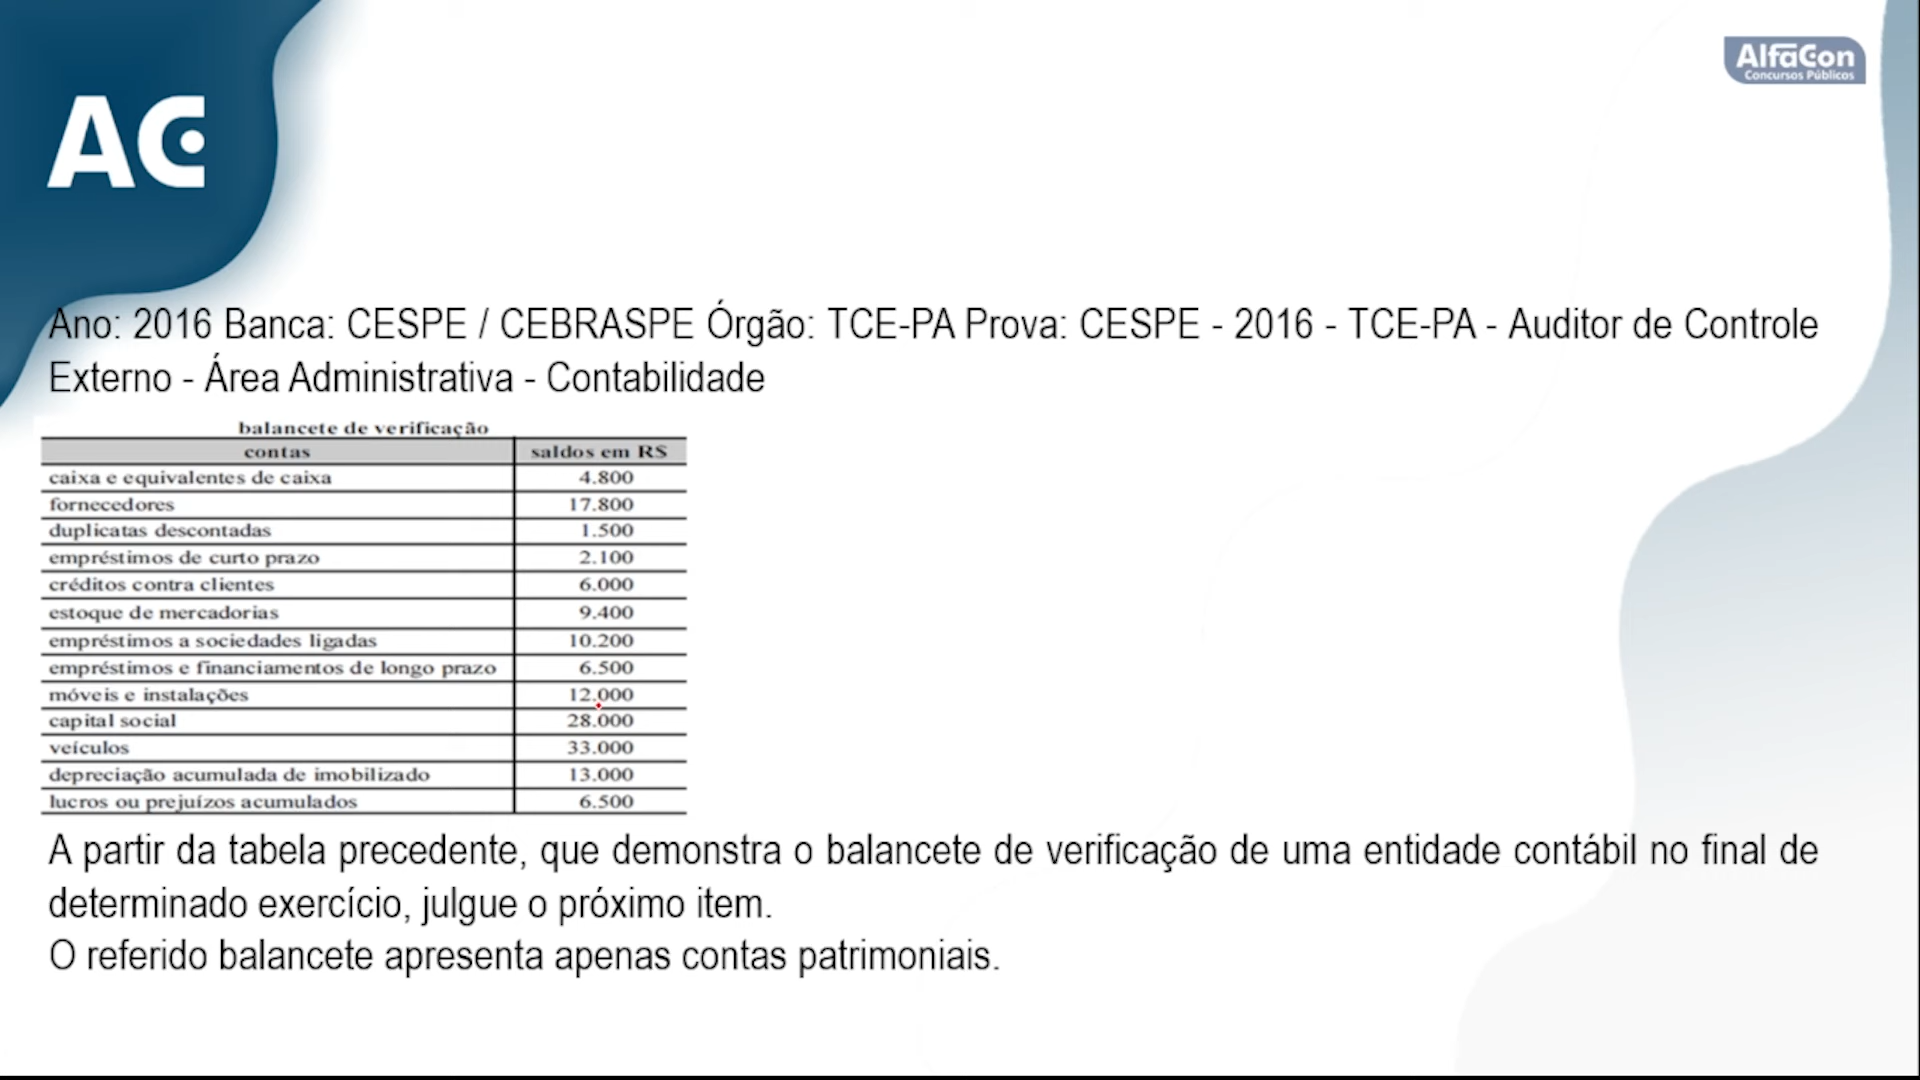 AC
AlfaCon
Concursos Públicos
Ano: 2016 Banca: CESPE / CEBRASPE Órgão: TCE-PA Prova: CESPE - 2016 - TCE-PA - Auditor de Controle
Externo - Área Administrativa - Contabilidade
balancete de verificação
contas saldos em R$
caixa e equivalentes de caixa 4.800
fornecedores 17.800
duplicatas descontadas 1.500
empréstimos de curto prazo 2.100
créditos contra clientes 6.000
estoque de mercadorias 9.400
empréstimos a sociedades ligadas 10.200
empréstimos e financiamentos de longo prazo 6.500
móveis e instalações 12.000
capital social 28.000
veículos 33.000
depreciação acumulada de imobilizado 13.000
lucros ou prejuízos acumulados 6.500
A partir da tabela precedente, que demonstra o balancete de verificação de uma entidade contábil no final de
determinado exercício, julgue o próximo item.
O referido balancete apresenta apenas contas patrimoniais.